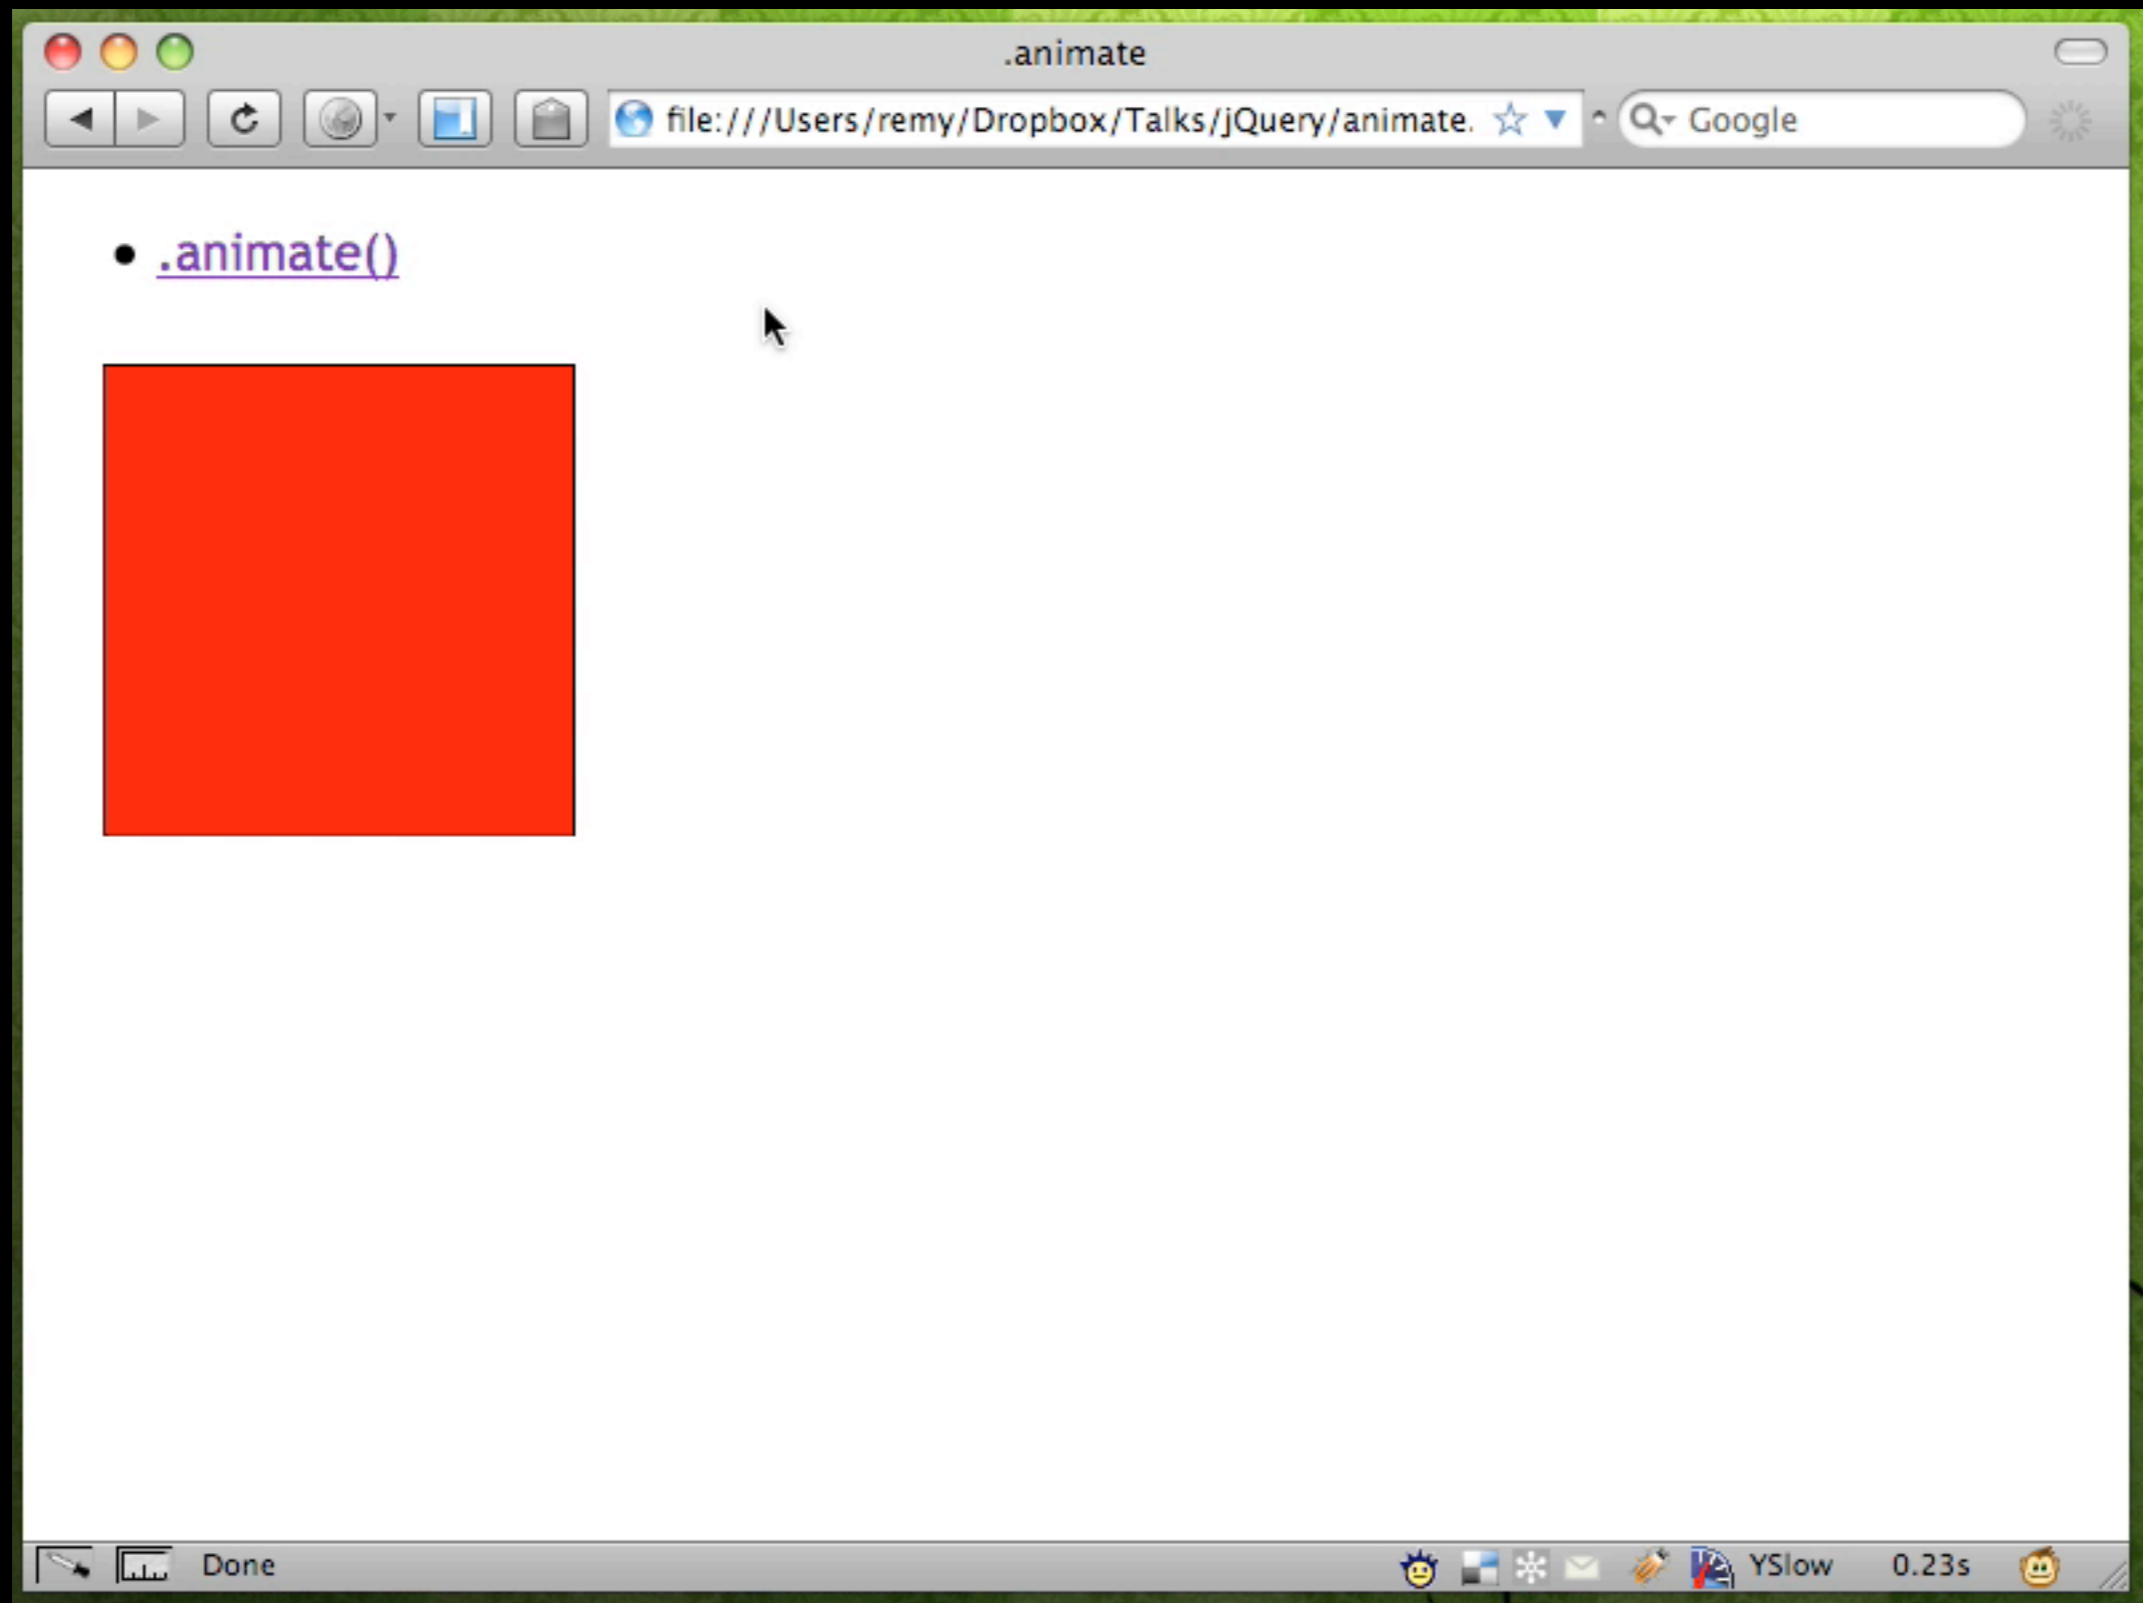 .animate
file:///Users/remy/Dropbox/Talks/jQuery/animate.
Google
.animate()
Done
YSlow
0.23s